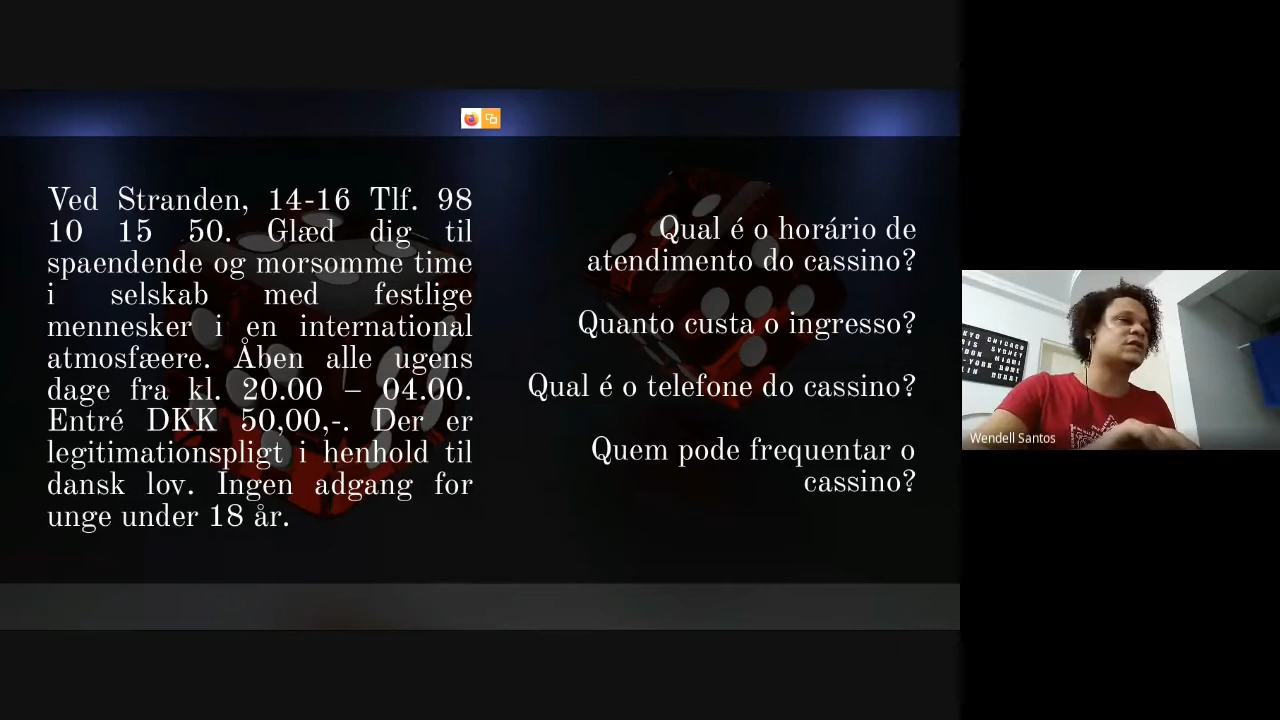 Ved Stranden, 14-16 Tlf. 98
10 15 50. Glæd dig til
spaendende og morsomme time
i selskab med festlige
mennesker i en international
atmosfæere. Åben alle ugens
dage fra kl. 20.00 – 04.00.
Entré DKK 50,00,-. Der er
legitimationspligt i henhold til
dansk lov. Ingen adgang for
unge under 18 år.
Qual é o horário de
atendimento do cassino?
Quanto custa o ingresso?
Qual é o telefone do cassino?
Quem pode frequentar o
cassino?
Wendell Santos